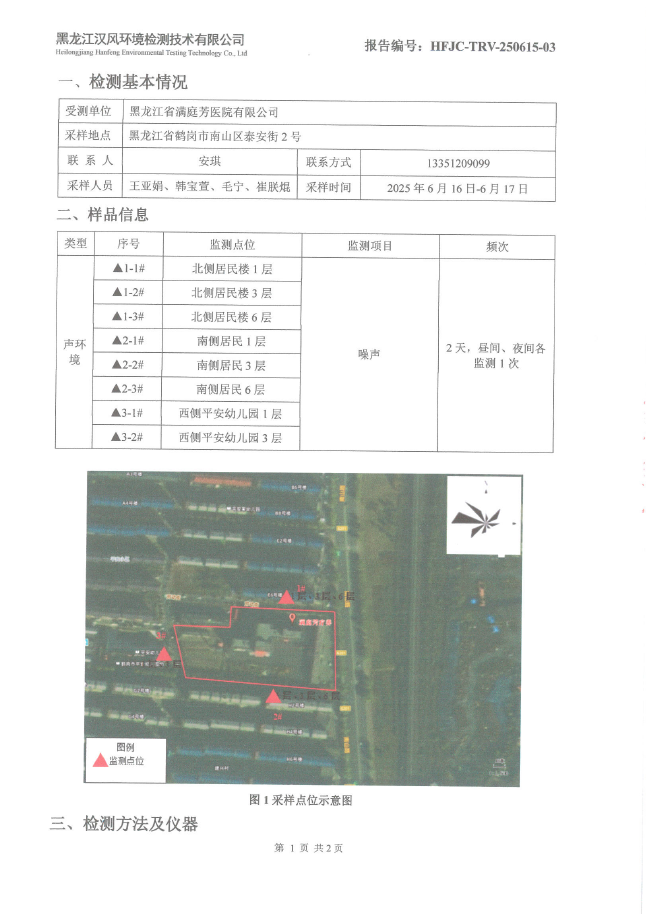 黑龙江汉风环境检测技术有限公司
Heilongjiang Hanfeng Environmental Testing Technology Co., Ltd
报告编号：HFJC-TRV-250615-03
一、检测基本情况
受测单位 黑龙江省满庭芳医院有限公司
采样地点 黑龙江省鹤岗市南山区泰安街2号
联系人 安琪 联系方式 13351209099
采样人员 王亚娟、韩宝萱、毛宁、崔朕焜 采样时间 2025年6月16日-6月17日
二、样品信息
类型 序号 监测点位 监测项目 频次
声环境
▲1-1# 北侧居民楼1层
▲1-2# 北侧居民楼3层
▲1-3# 北侧居民楼6层
▲2-1# 南侧居民1层
▲2-2# 南侧居民3层
▲2-3# 南侧居民6层
▲3-1# 西侧平安幼儿园1层
▲3-2# 西侧平安幼儿园3层
噪声
2天，昼间、夜间各
监测1次
1#
2#
图例
▲监测点位
图1采样点位示意图
三、检测方法及仪器
第 1 页 共 2 页